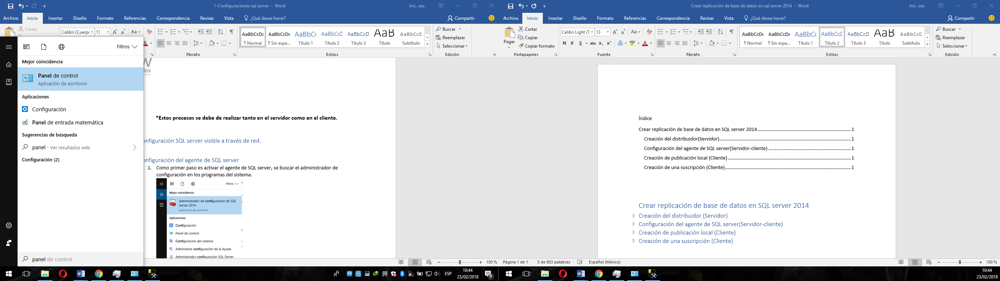 1-Configuraciones sql server - Word
Inic. ses.
Archivo Inicio Insertar Diseño Formato Referencias Correspondencia Revisar Vista ¿Qué desea hacer? Compartir
Cortar
Calibri (Cuerpo 11 Aa
AaBbCcDc AaBbCcDc AaBbCc AaBbCcD AaBbCcD AaB AaBbCcD
¶ Normal ¶ Sin espa... Título 1 Título 2 Título 3 Título Subtítulo
Buscar
Reemplazar
Seleccionar
Párrafo Estilos Edición
Filtros
Mejor coincidencia
Panel de control
Aplicación de escritorio
Aplicaciones
Configuración
Panel de entrada matemática
Sugerencias de búsqueda
panel - Ver resultados web
Configuración (2)
panel de control
*Estos procesos se debe de realizar tanto en el servidor como en el cliente.
onfiguración SQL server visible a través de red.
onfiguración del agente de SQL server
1. Como primer paso es activar el agente de SQL server, se buscar el administrador de
configuración en los programas del sistema.
Filtros
Mejor coincidencia
Administrador de configuración de SQL
Server 2014
Aplicación de escritorio
Aplicaciones
Configuración
Panel de control
Configuración del sistema
Administrar configuración de la Ayuda
Administrador configuración SQL Server
100 %
ESP
10:44
23/02/2018
9
Crear replicación de base de datos en sql server 2014 - Word
Inic. ses.
Archivo Inicio Insertar Diseño Formato Referencias Correspondencia Revisar Vista ¿Qué desea hacer? Compartir
Pegar
Cortar
Copiar
Copiar formato
Calibri Light (T 13 Aa
N K S abc x₂ x²
AaBbCcDc AaBbCcDc AaBbCc AaBbCcD AaBbCcD AaB AaBbCcD
¶ Normal ¶ Sin espa... Título 1 Título 2 Título 3 Título Subtítulo
Buscar
Reemplazar
Seleccionar
Portapapeles Fuente Párrafo Estilos Edición
Índice
Crear replicación de base de datos en SQL server 2014 1
Creación del distribuidor(Servidor) 1
Configuración del agente de SQL server(Servidor-cliente) 1
Creación de publicación local (Cliente) 1
Creación de una suscripción (Cliente) 1
Crear replicación de base de datos en SQL server 2014
Creación del distribuidor (Servidor)
Configuración del agente de SQL server(Servidor-cliente)
Creación de publicación local (Cliente)
Creación de una suscripción (Cliente)
Página 1 de 1 5 de 803 palabras Español (México) 100 %
10:44
23/02/2018